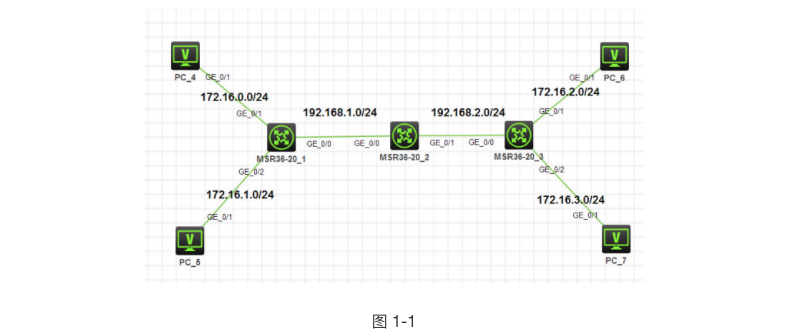 PC_4
GE_0/1
PC_6
GE_0/1
172.16.0.0/24
172.16.2.0/24
GE_0/1
192.168.1.0/24
192.168.2.0/24
GE_0/1
MSR36-20_1
GE_0/0
GE_0/0
MSR36-20_2
GE_0/1
GE_0/0
MSR36-20_3
GE_0/2
GE_0/2
172.16.1.0/24
172.16.3.0/24
GE_0/1
GE_0/1
PC_5
PC_7
图 1-1